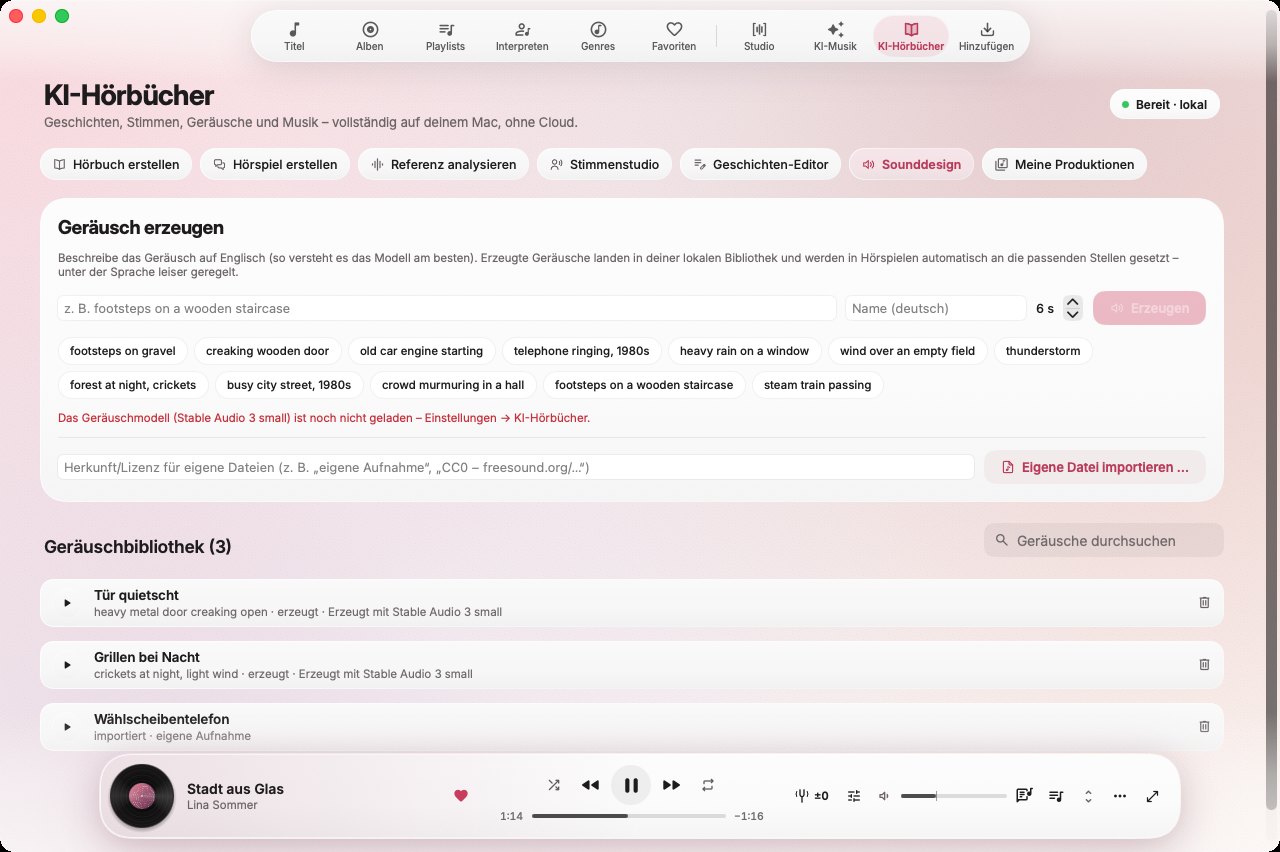 Titel
Alben
Playlists
Interpreten
Genres
Favoriten
Studio
KI-Musik
KI-Hörbücher
Hinzufügen
KI-Hörbücher
Geschichten, Stimmen, Geräusche und Musik – vollständig auf deinem Mac, ohne Cloud.
Bereit · lokal
Hörbuch erstellen
Hörspiel erstellen
Referenz analysieren
Stimmenstudio
Geschichten-Editor
Sounddesign
Meine Produktionen
Geräusch erzeugen
Beschreibe das Geräusch auf Englisch (so versteht es das Modell am besten). Erzeugte Geräusche landen in deiner lokalen Bibliothek und werden in Hörspielen automatisch an die passenden Stellen gesetzt –
unter der Sprache leiser geregelt.
z. B. footsteps on a wooden staircase
Name (deutsch)
6 s
Erzeugen
footsteps on gravel
creaking wooden door
old car engine starting
telephone ringing, 1980s
heavy rain on a window
wind over an empty field
thunderstorm
forest at night, crickets
busy city street, 1980s
crowd murmuring in a hall
footsteps on a wooden staircase
steam train passing
Das Geräuschmodell (Stable Audio 3 small) ist noch nicht geladen – Einstellungen → KI-Hörbücher.
Herkunft/Lizenz für eigene Dateien (z. B. „eigene Aufnahme“, „CC0 – freesound.org/…“)
Eigene Datei importieren …
Geräuschbibliothek (3)
Geräusche durchsuchen
Tür quietscht
heavy metal door creaking open · erzeugt · Erzeugt mit Stable Audio 3 small
Grillen bei Nacht
crickets at night, light wind · erzeugt · Erzeugt mit Stable Audio 3 small
Wählscheibentelefon
importiert · eigene Aufnahme
Stadt aus Glas
Lina Sommer
1:14
−1:16
±0